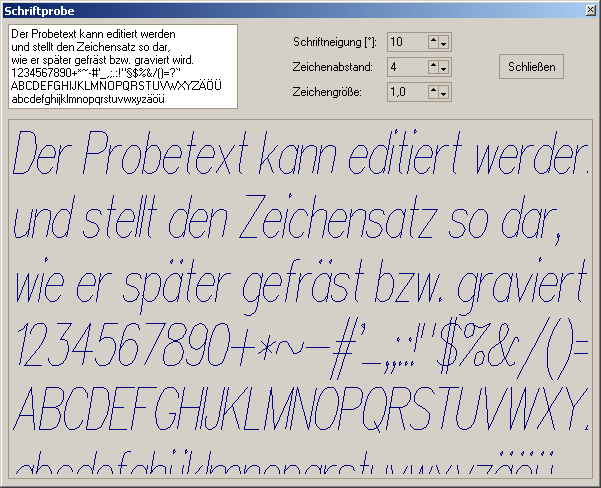 Schriftprobe
Der Probetext kann editiert werden
und stellt den Zeichensatz so dar,
wie er später gefräst bzw. graviert wird.
1234567890+*~-#'_.;,:!"§$%&/()=?`'
ABCDEFGHIJKLMNOPQRSTUVWXYZÄÖÜ
abcdefghijklmnopqrstuvwxyzäöü
Schriftneigung [°]: 10
Zeichenabstand: 4
Zeichengröße: 1,0
Schließen
Der Probetext kann editiert werder
und stellt den Zeichensatz so dar,
wie er später gefräst bzw. graviert
1234567890+*~-#'_.,;:!"$%&/()=
ABCDEFGHIJKLMNOPQRSTUVWXY
abcdefghijklmnopqrstuvwxyzäöü